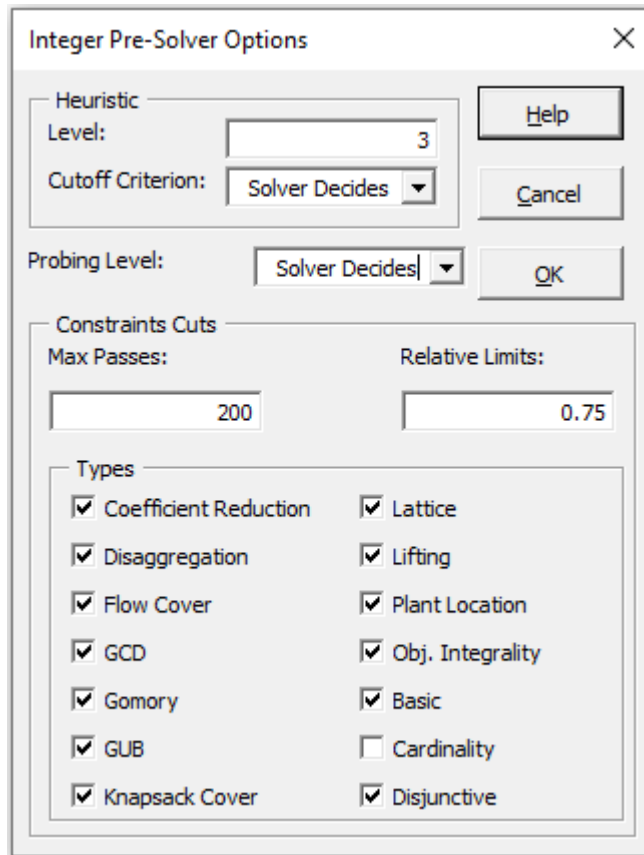 Integer Pre-Solver Options
Heuristic
Level: 3
Cutoff Criterion: Solver Decides
Help
Cancel
Probing Level: Solver Decides
OK
Constraints Cuts
Max Passes: Relative Limits:
200 0.75
Types
Coefficient Reduction Lattice
Disaggregation Lifting
Flow Cover Plant Location
GCD Obj. Integrality
Gomory Basic
GUB Cardinality
Knapsack Cover Disjunctive